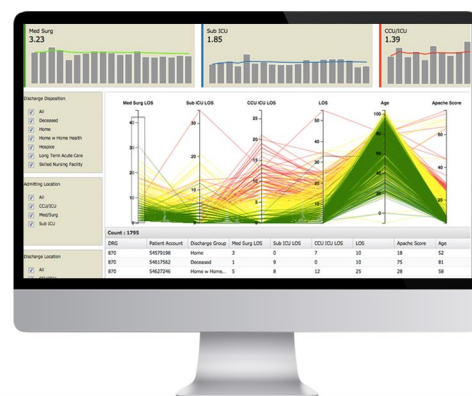 Med Surg
3.23
Sub ICU
1.85
CCU/ICU
1.39
Discharge Disposition
All
Deceased
Home
Home w Home Health
Hospice
Long Term Acute Care
Skilled Nursing Facility
Admitting Location
All
CCU/ICU
Med/Surg
Sub ICU
Discharge Location
All
Med Surg LOS Sub ICU LOS CCU ICU LOS LOS Age Apache Score
Count : 1795
DRG Patient Account Discharge Group Med Surg LOS Sub ICU LOS CCU ICU LOS LOS Apache Score Age
870 54579198 Home 3 0 7 10 18 52
870 54617562 Deceased 1 9 0 10 75 81
870 54627246 Home w Home... 5 8 12 25 28 58